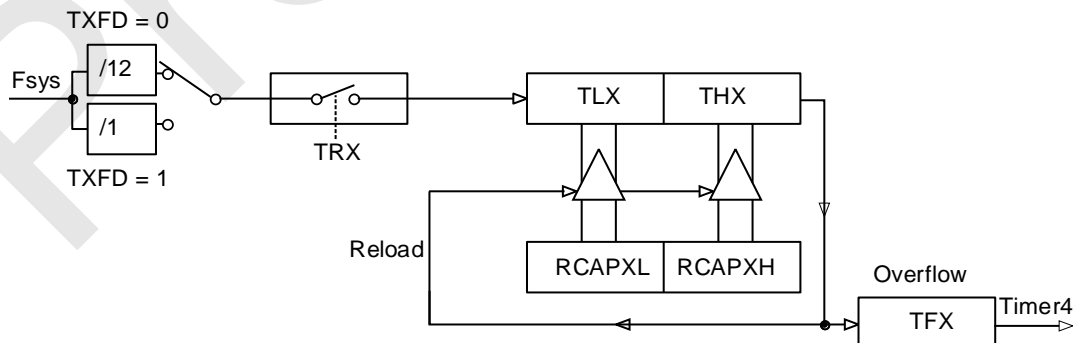 TXFD = 0
Fsys
/12
/1
TXFD = 1
TRX
TLX THX
Reload
RCAPXL RCAPXH
Overflow
TFX
Timer4